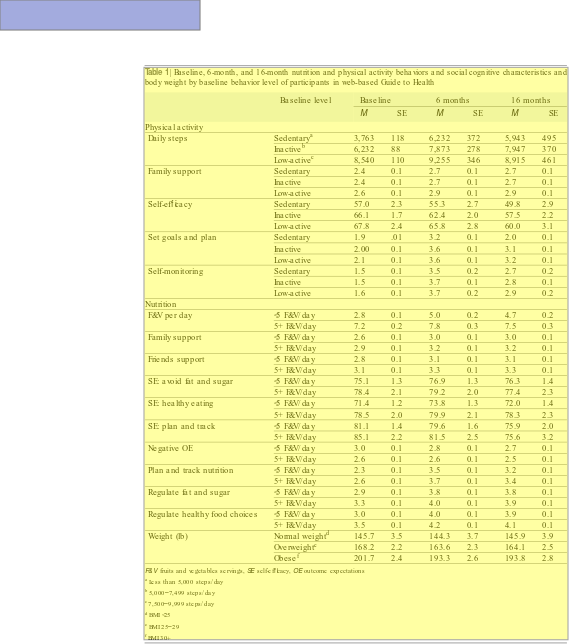 Table 1| Baseline, 6-month, and 16-month nutrition and physical activity behaviors and social cognitive characteristics and
body weight by baseline behavior level of participants in web-based Guide to Health
Baseline level Baseline 6 months 16 months
M SE M SE M SE
Physical activity
Daily steps Sedentary a 3,763 118 6,232 372 5,943 495
Inactive b 6,232 88 7,873 278 7,947 370
Low-active c 8,540 110 9,255 346 8,915 461
Family support Sedentary 2.4 0.1 2.7 0.1 2.7 0.1
Inactive 2.4 0.1 2.7 0.1 2.7 0.1
Low-active 2.6 0.1 2.9 0.1 2.9 0.1
Self-efficacy Sedentary 57.0 2.3 55.3 2.7 49.8 2.9
Inactive 66.1 1.7 62.4 2.0 57.5 2.2
Low-active 67.8 2.4 65.8 2.8 60.0 3.1
Set goals and plan Sedentary 1.9 .01 3.2 0.1 2.0 0.1
Inactive 2.00 0.1 3.6 0.1 3.1 0.1
Low-active 2.1 0.1 3.6 0.1 3.2 0.1
Self-monitoring Sedentary 1.5 0.1 3.5 0.2 2.7 0.2
Inactive 1.5 0.1 3.7 0.1 2.8 0.1
Low-active 1.6 0.1 3.7 0.2 2.9 0.2
Nutrition
F&V per day <5 F&V/day 2.8 0.1 5.0 0.2 4.7 0.2
5+ F&V/day 7.2 0.2 7.8 0.3 7.5 0.3
Family support <5 F&V/day 2.6 0.1 3.0 0.1 3.0 0.1
5+ F&V/day 2.9 0.1 3.2 0.1 3.2 0.1
Friends support <5 F&V/day 2.8 0.1 3.1 0.1 3.1 0.1
5+ F&V/day 3.1 0.1 3.3 0.1 3.3 0.1
SE: avoid fat and sugar <5 F&V/day 75.1 1.3 76.9 1.3 76.3 1.4
5+ F&V/day 78.4 2.1 79.2 2.0 77.4 2.3
SE: healthy eating <5 F&V/day 71.4 1.2 73.8 1.3 72.0 1.4
5+ F&V/day 78.5 2.0 79.9 2.1 78.3 2.3
SE: plan and track <5 F&V/day 81.1 1.4 79.6 1.6 75.9 2.0
5+ F&V/day 85.1 2.2 81.5 2.5 75.6 3.2
Negative OE <5 F&V/day 3.0 0.1 2.8 0.1 2.7 0.1
5+ F&V/day 2.6 0.1 2.6 0.1 2.5 0.1
Plan and track nutrition <5 F&V/day 2.3 0.1 3.5 0.1 3.2 0.1
5+ F&V/day 2.6 0.1 3.7 0.1 3.4 0.1
Regulate fat and sugar <5 F&V/day 2.9 0.1 3.8 0.1 3.8 0.1
5+ F&V/day 3.3 0.1 4.0 0.1 3.9 0.1
Regulate healthy food choices <5 F&V/day 3.0 0.1 4.0 0.1 3.9 0.1
5+ F&V/day 3.5 0.1 4.2 0.1 4.1 0.1
Weight (lb) Normal weight d 145.7 3.5 144.3 3.7 145.9 3.9
Overweight e 168.2 2.2 163.6 2.3 164.1 2.5
Obese f 201.7 2.4 193.3 2.6 193.8 2.8
F&V fruits and vegetables servings, SE self-efficacy, OE outcome expectations
a Less than 5,000 steps/day
b 5,000–7,499 steps/day
c 7,500–9,999 steps/day
d BMI <25
e BMI 25–29
f BMI 30+